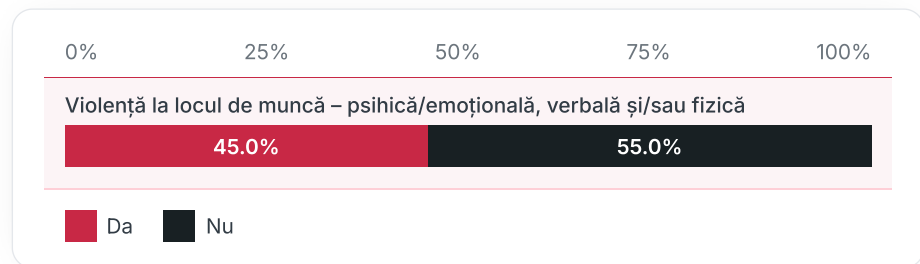 0% 25% 50% 75% 100%
Violență la locul de muncă – psihică/emoțională, verbală și/sau fizică
45.0% 55.0%
Da Nu